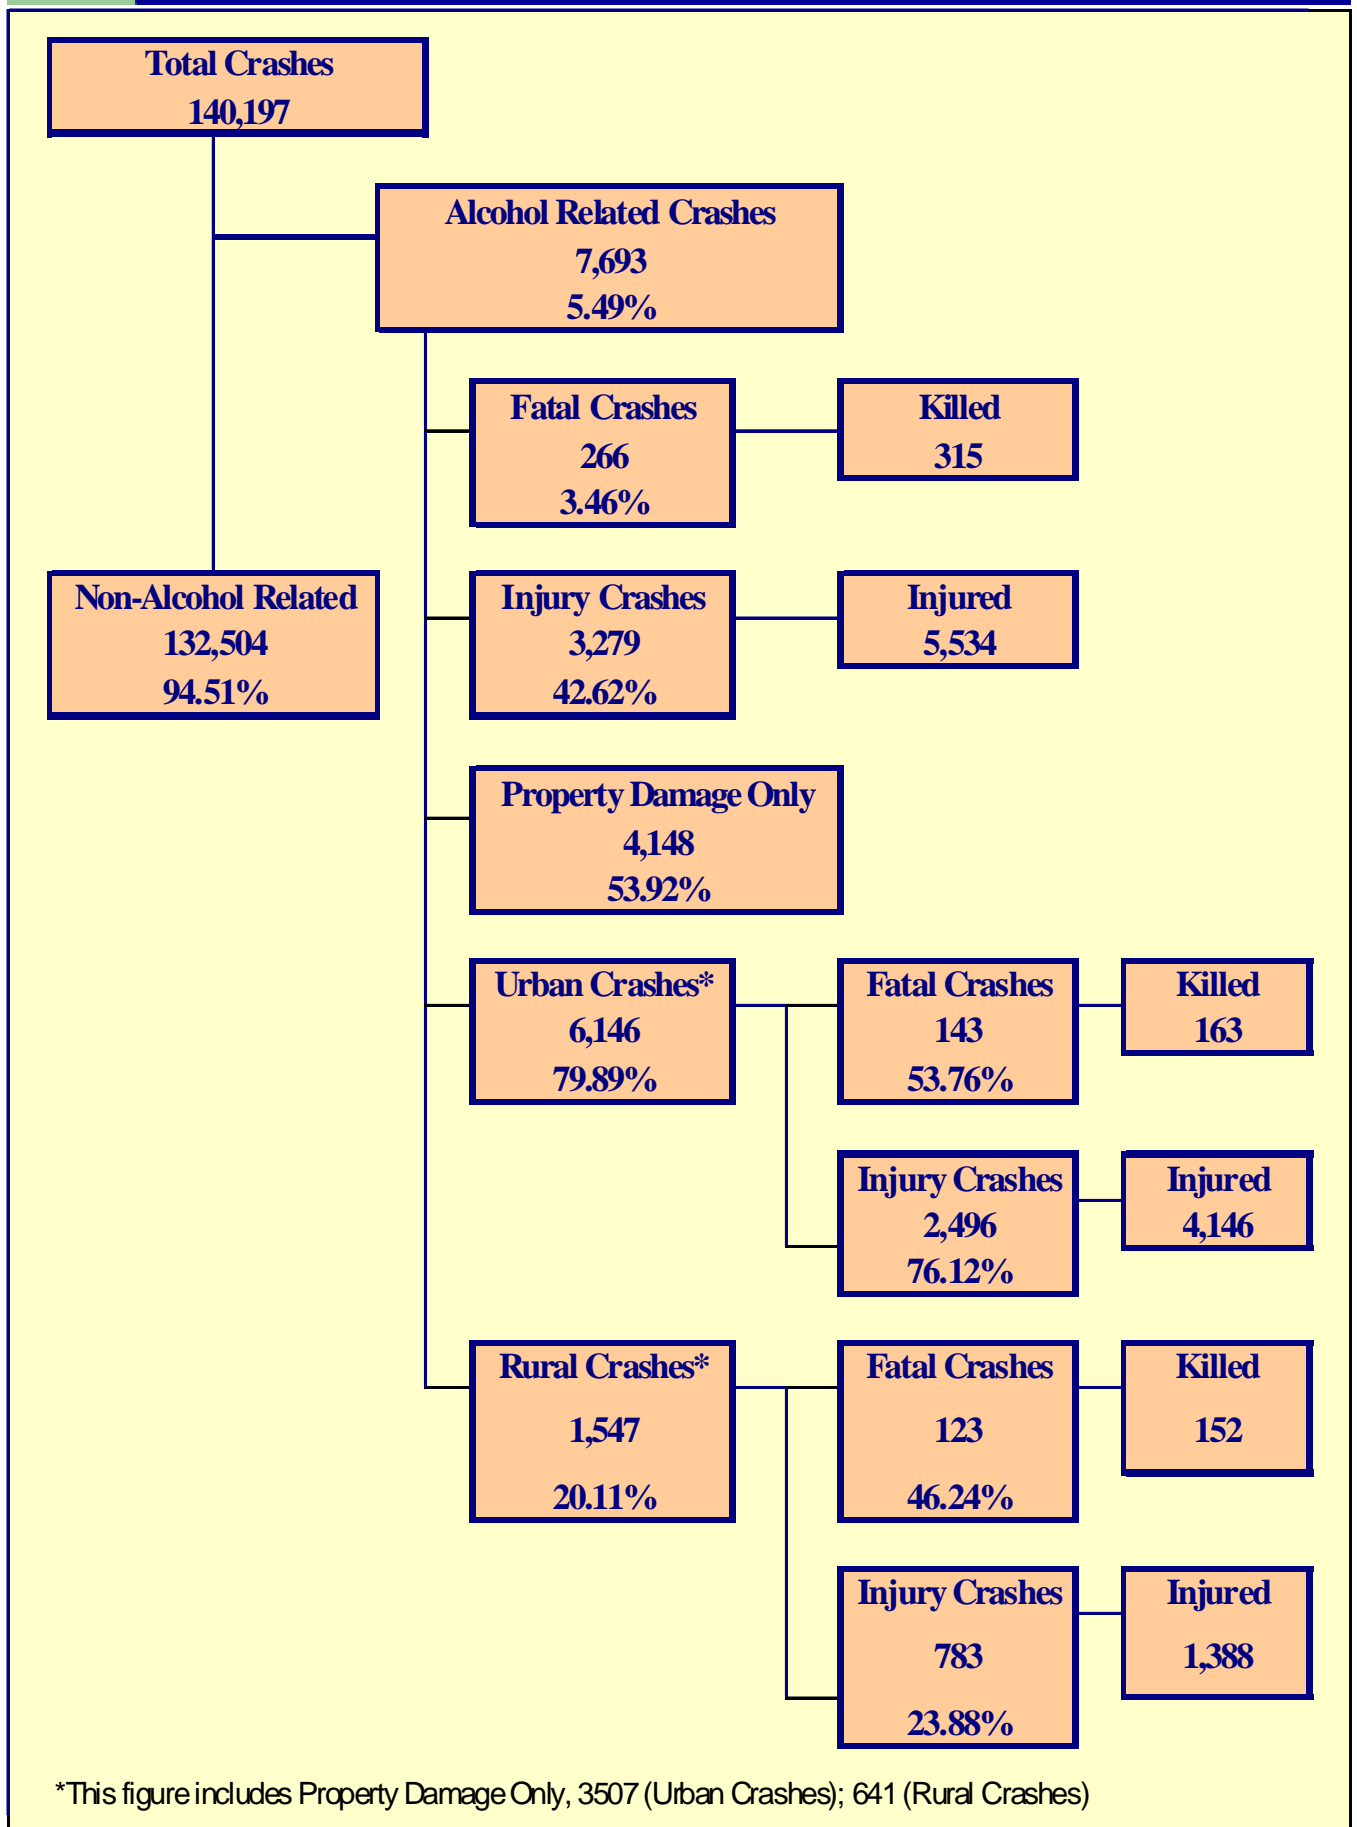 Total Crashes
140,197
Alcohol Related Crashes
7,693
5.49%
Fatal Crashes
266
3.46%
Killed
315
Non-Alcohol Related
132,504
94.51%
Injury Crashes
3,279
42.62%
Injured
5,534
Property Damage Only
4,148
53.92%
Urban Crashes*
6,146
79.89%
Fatal Crashes
143
53.76%
Killed
163
Injury Crashes
2,496
76.12%
Injured
4,146
Rural Crashes*
1,547
20.11%
Fatal Crashes
123
46.24%
Killed
152
Injury Crashes
783
23.88%
Injured
1,388
*This figure includes Property Damage Only, 3507 (Urban Crashes); 641 (Rural Crashes)